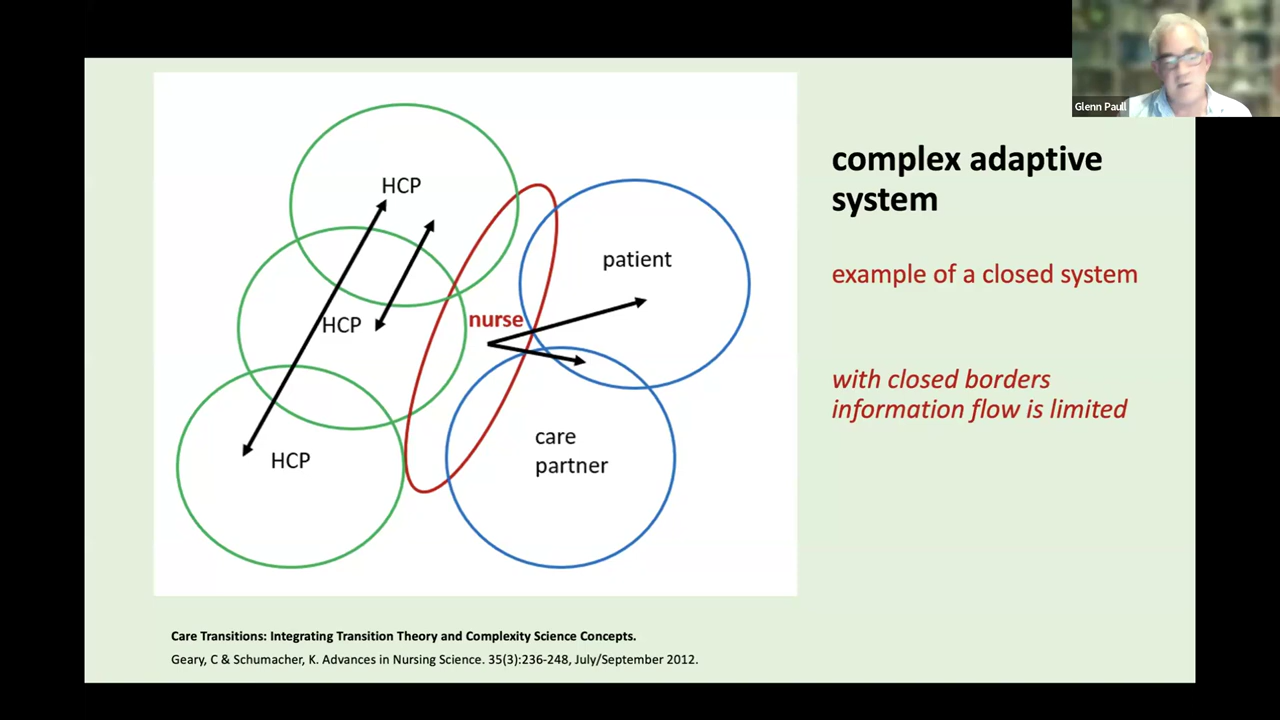 Glenn Paull
complex adaptive
system
example of a closed system
with closed borders
information flow is limited
HCP
HCP
HCP
nurse
patient
care
partner
Care Transitions: Integrating Transition Theory and Complexity Science Concepts.
Geary, C & Schumacher, K. Advances in Nursing Science. 35(3):236-248, July/September 2012.